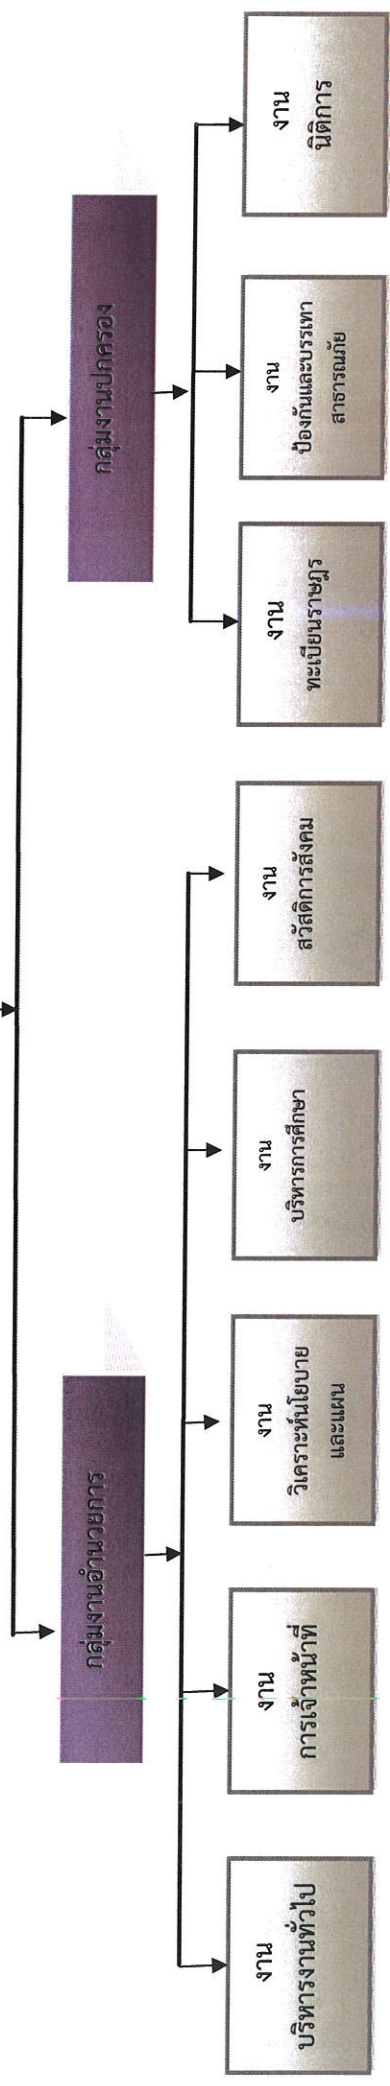 กลุ่มงานอำนวยการ
กลุ่มงานปกครอง
งาน
บริหารงานทั่วไป
งาน
การเจ้าหน้าที่
งาน
วิเคราะห์นโยบาย
และแผน
งาน
บริหารการศึกษา
งาน
สวัสดิการสังคม
งาน
ทะเบียนราษฎร
งาน
ป้องกันและบรรเทา
สาธารณภัย
งาน
นิติการ